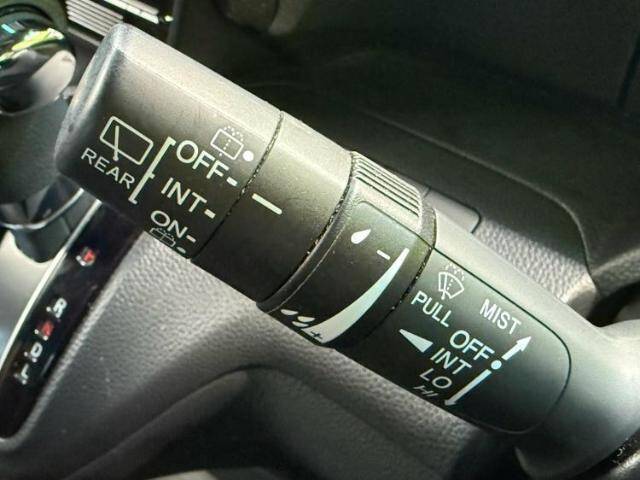 REAR
OFF
INT
ON
PULL
MIST
OFF
INT
LO
HI
R